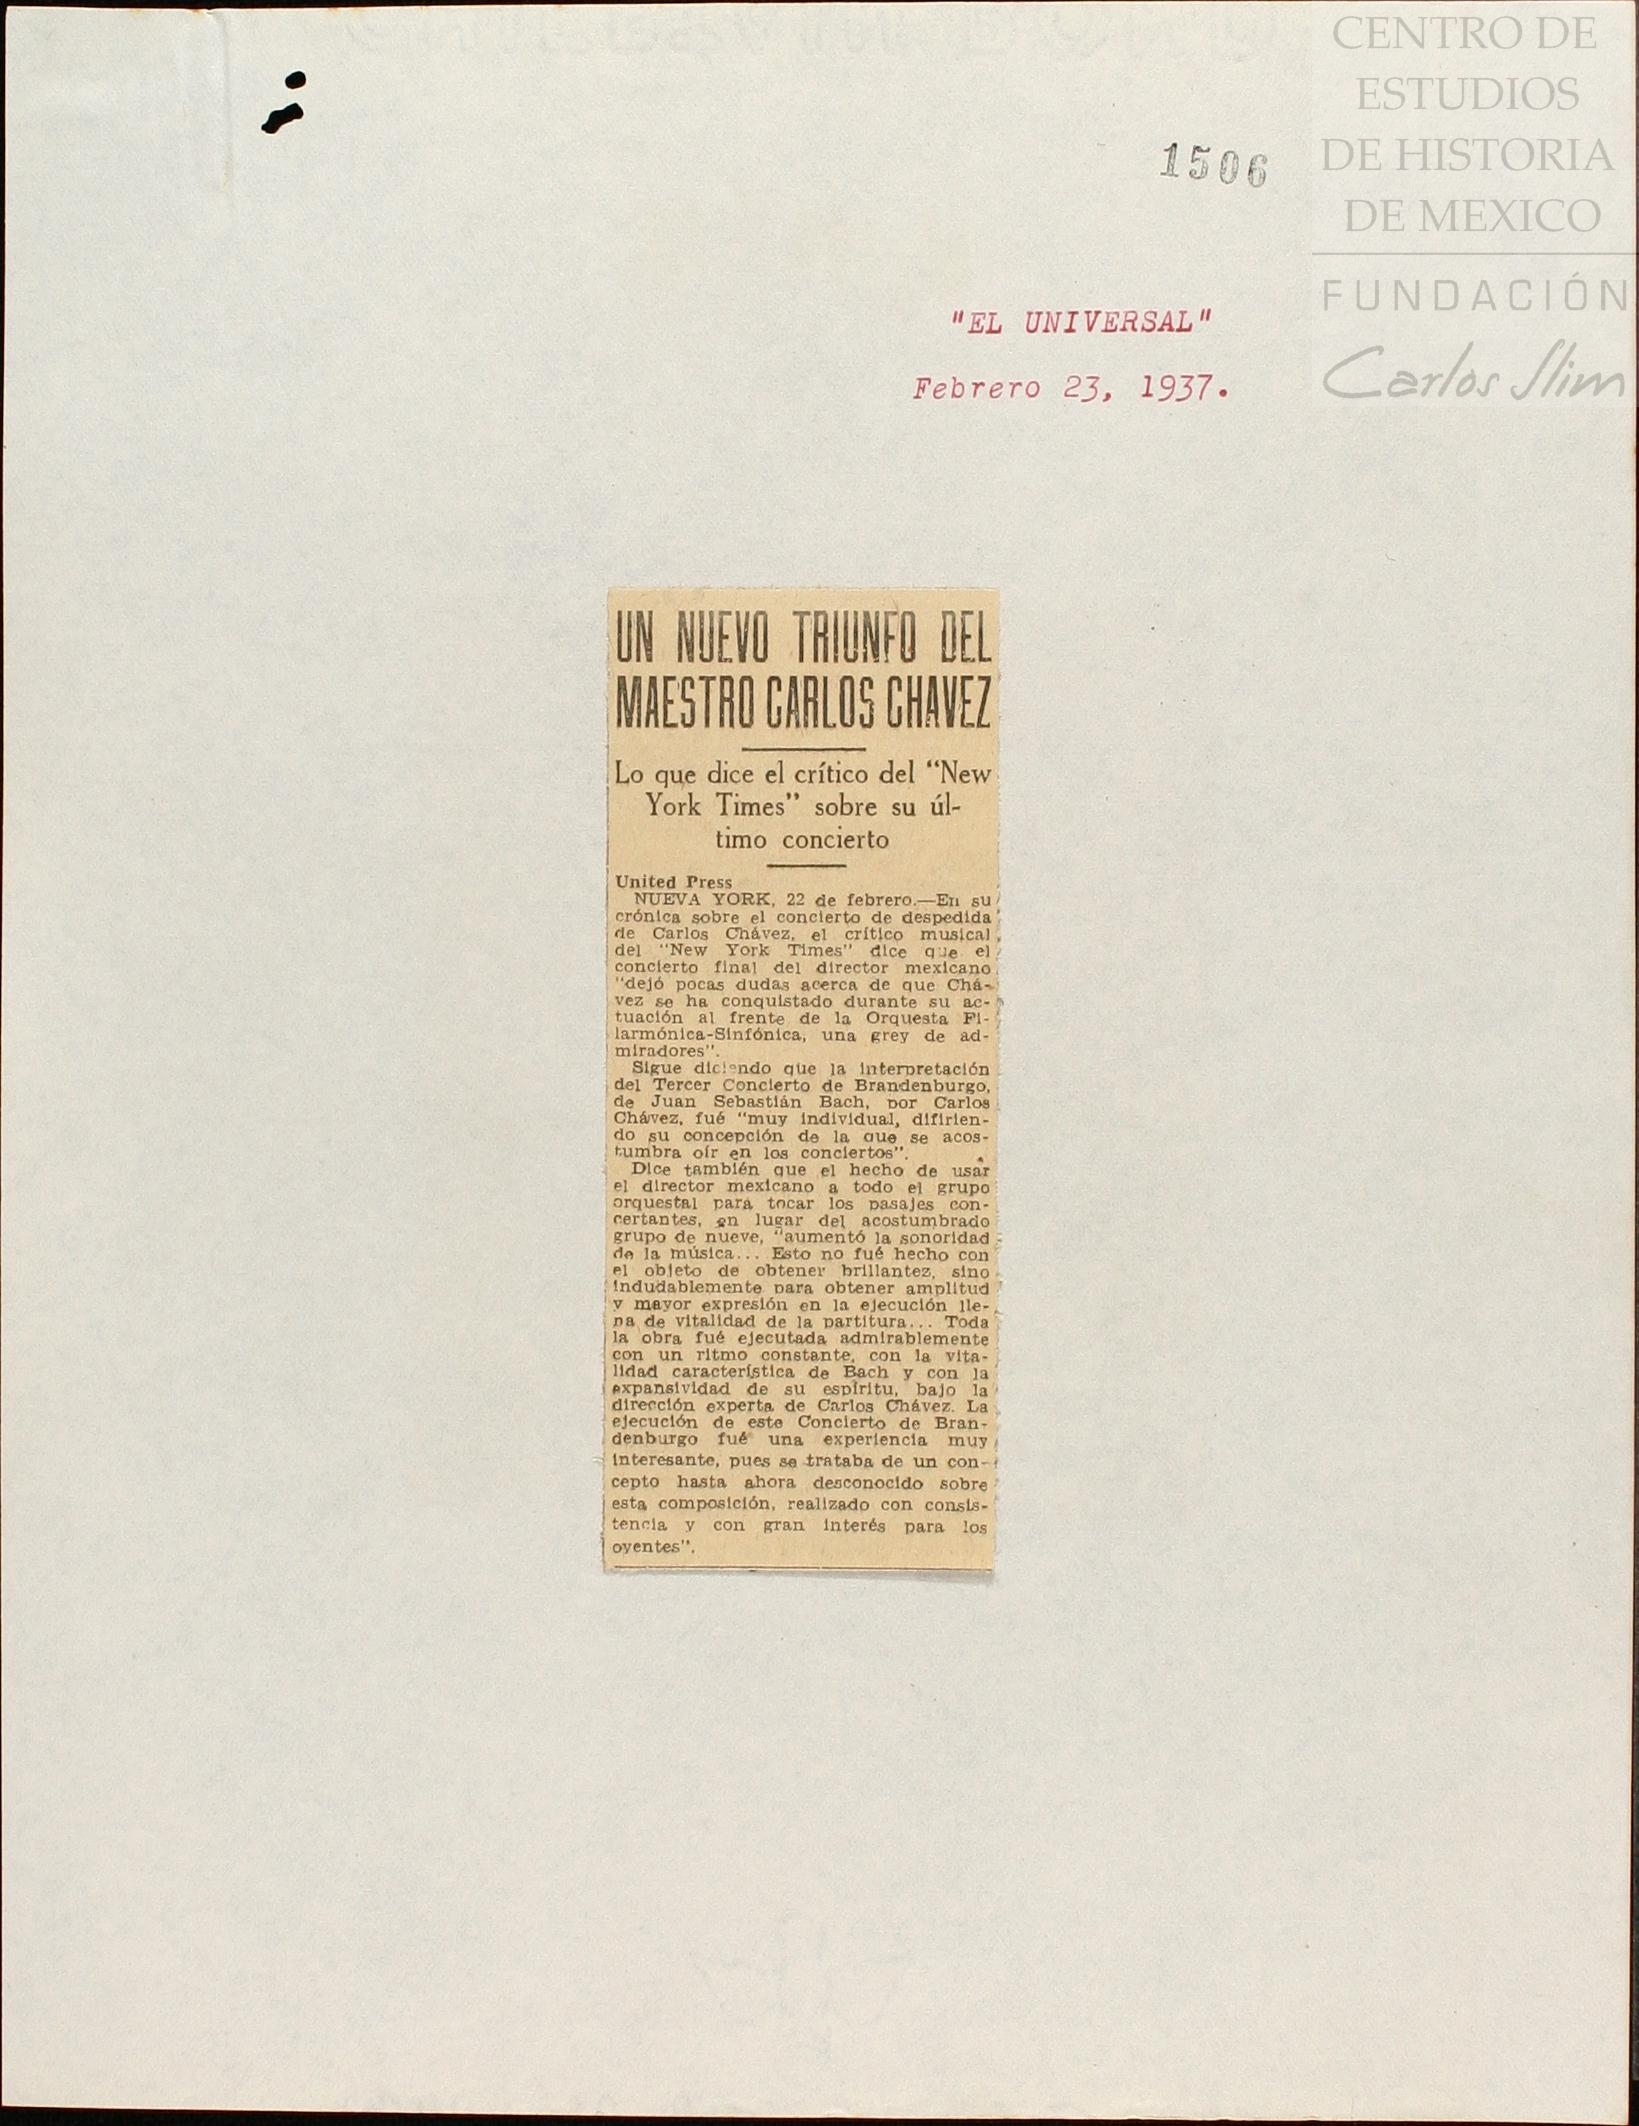 CENTRO DE
ESTUDIOS
DE HISTORIA
DE MEXICO
FUNDACIÓN
Carlos Slim
1506
"EL UNIVERSAL"
Febrero 23, 1937.
UN NUEVO TRIUNFO DEL
MAESTRO CARLOS CHAVEZ
Lo que dice el crítico del "New
York Times" sobre su úl-
timo concierto
United Press
NUEVA YORK, 22 de febrero.—En su
crónica sobre el concierto de despedida
de Carlos Chávez, el crítico musical
del "New York Times" dice que el
concierto final del director mexicano
"dejó pocas dudas acerca de que Chá-
vez se ha conquistado durante su ac-
tuación al frente de la Orquesta Fi-
larmónica-Sinfónica, una grey de ad-
miradores".
Sigue diciendo que la interpretación
del Tercer Concierto de Brandenburgo,
de Juan Sebastián Bach, por Carlos
Chávez, fué "muy individual, difirien-
do su concepción de la que se acos-
tumbra oír en los conciertos".
Dice también que el hecho de usar
el director mexicano a todo el grupo
orquestal para tocar los pasajes con-
certantes, en lugar del acostumbrado
grupo de nueve, "aumentó la sonoridad
de la música... Esto no fué hecho con
el objeto de obtener brillantez, sino
indudablemente para obtener amplitud
y mayor expresión en la ejecución lle-
na de vitalidad de la partitura... Toda
la obra fué ejecutada admirablemente
con un ritmo constante, con la vita-
lidad característica de Bach y con la
expansividad de su espíritu, bajo la
dirección experta de Carlos Chávez. La
ejecución de este Concierto de Bran-
denburgo fué una experiencia muy
interesante, pues se trataba de un con-
cepto hasta ahora desconocido sobre
esta composición, realizado con consis-
tencia y con gran interés para los
oyentes".